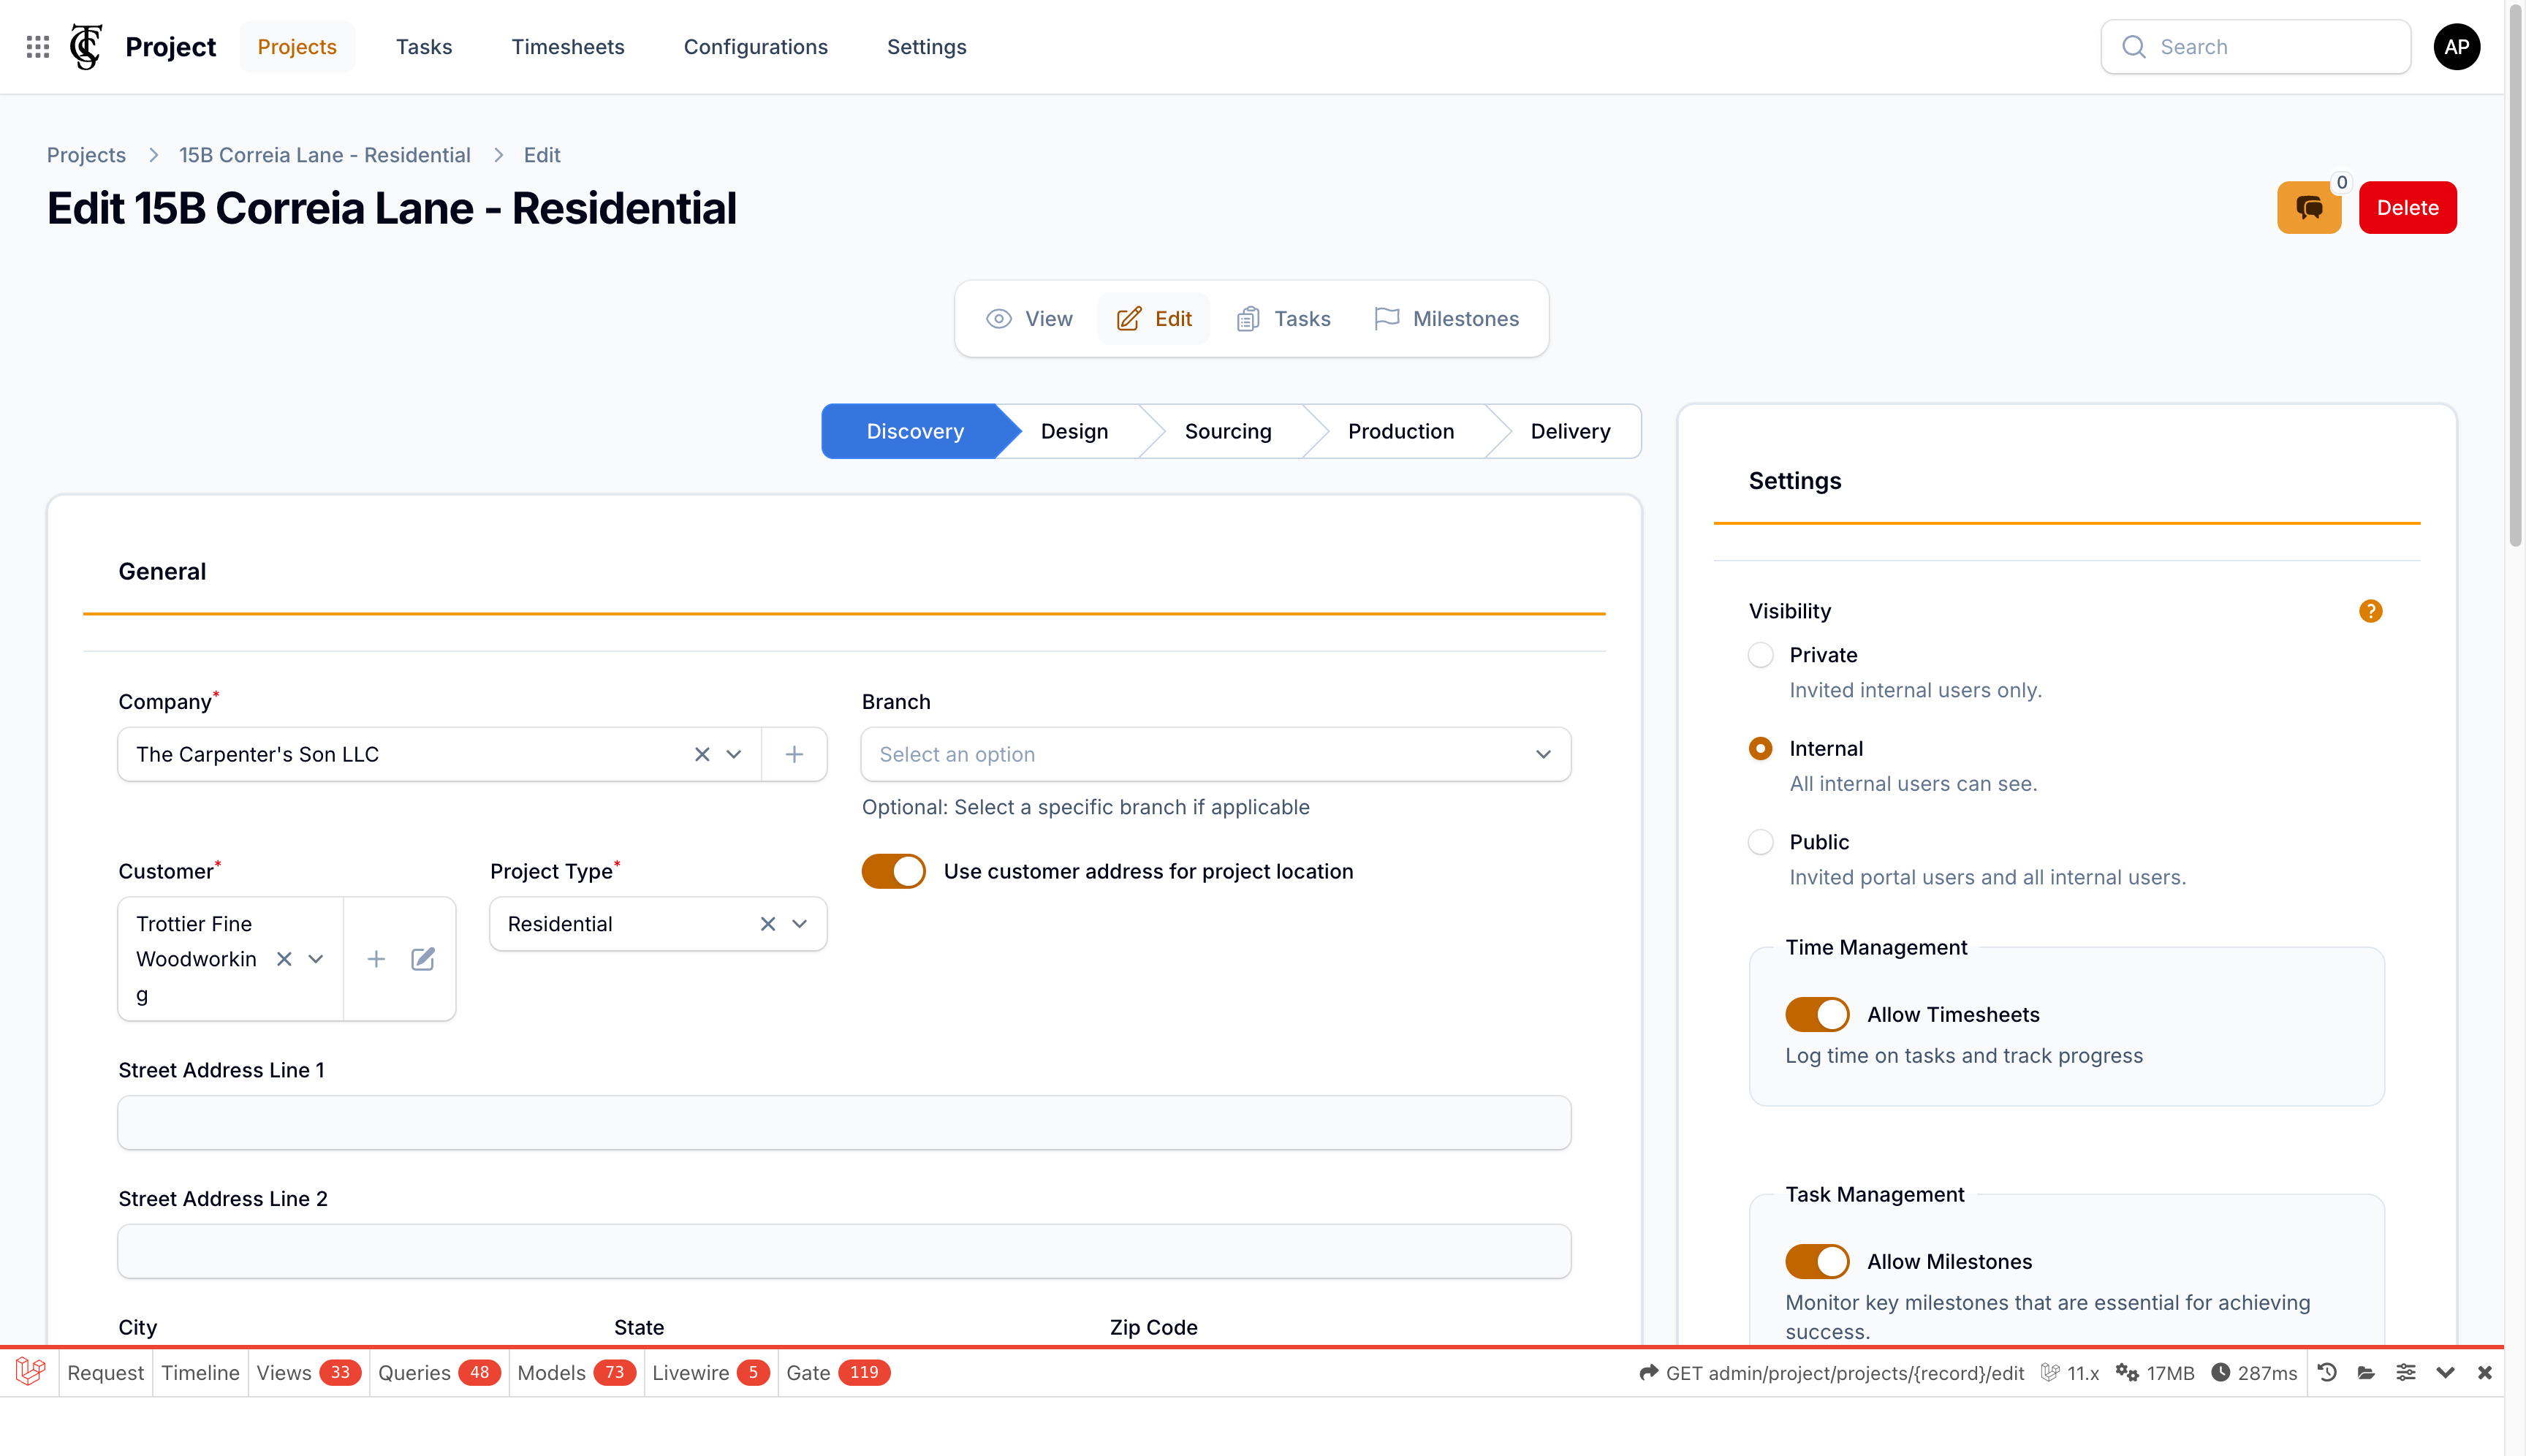 Project
Projects
Tasks
Timesheets
Configurations
Settings
Search
AP
Projects > 15B Correia Lane - Residential > Edit
Edit 15B Correia Lane - Residential
0
Delete
View
Edit
Tasks
Milestones
Discovery
Design
Sourcing
Production
Delivery
General
Company*
The Carpenter's Son LLC
Branch
Select an option
Optional: Select a specific branch if applicable
Customer*
Trottier Fine
Woodworkin
g
Project Type*
Residential
Use customer address for project location
Street Address Line 1
Street Address Line 2
City
State
Zip Code
Settings
Visibility
?
Private
Invited internal users only.
Internal
All internal users can see.
Public
Invited portal users and all internal users.
Time Management
Allow Timesheets
Log time on tasks and track progress
Task Management
Allow Milestones
Monitor key milestones that are essential for achieving
success.
Request
Timeline
Views 33
Queries 48
Models 73
Livewire 5
Gate 119
GET admin/project/projects/{record}/edit
11.x
17MB
287ms